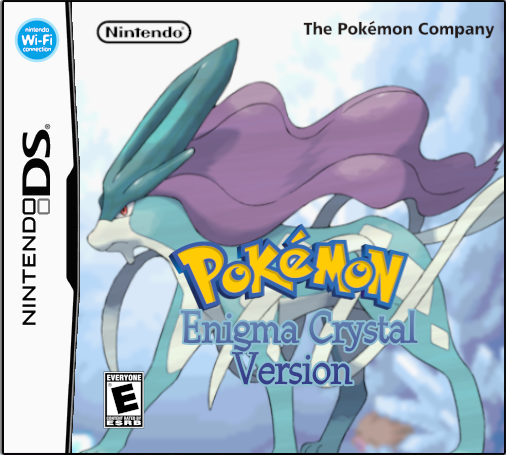 nintendo
Wi-Fi
connection
Nintendo
The Pokémon Company
NINTENDO DS
POKéMON
Enigma Crystal
Version
EVERYONE
E
CONTENT RATED BY
ESRB